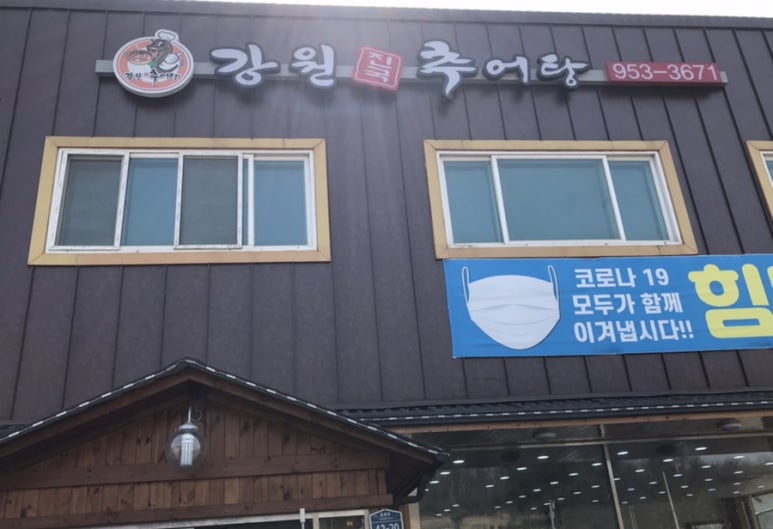 강원 진국 추어탕 953-3671
코로나 19
모두가 함께
이겨냅시다!!
힘